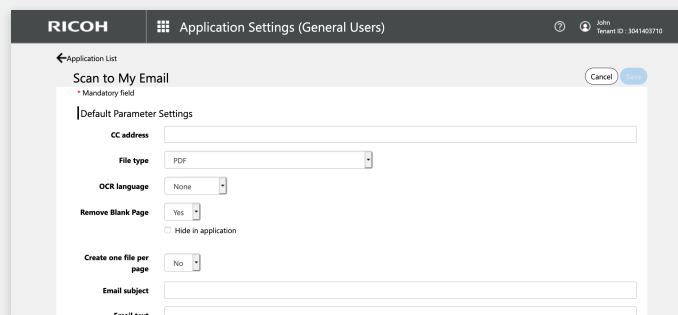 RICOH
Application Settings (General Users)
?
John
Tenant ID : 3041403710
Application List
Scan to My Email
Cancel
Save
* Mandatory field
Default Parameter Settings
CC address
File type
PDF
OCR language
None
Remove Blank Page
Yes
Hide in application
Create one file per
page
No
Email subject
Email text